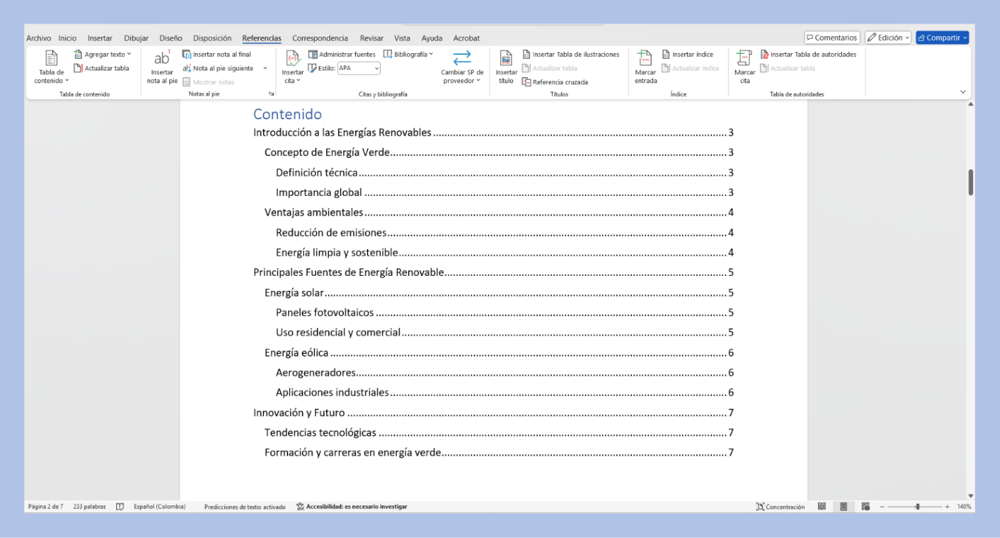 Archivo Inicio Insertar Dibujar Diseño Disposición Referencias Correspondencia Revisar Vista Ayuda Acrobat Comentarios Edición Compartir
Tabla de contenido
Agregar texto
Actualizar tabla
Tabla de contenido
ab1
Insertar nota al pie
Insertar nota al final
Nota al pie siguiente
Mostrar notas
Notas al pie
Insertar cita
Administrar fuentes
Estilo: APA
Bibliografía
Citas y bibliografía
Cambiar SP de proveedor
Insertar título
Insertar Tabla de ilustraciones
Actualizar tabla
Referencia cruzada
Títulos
Marcar entrada
Insertar índice
Actualizar índice
Índice
Marcar cita
Insertar Tabla de autoridades
Actualizar tabla
Tabla de autoridades
Contenido
Introducción a las Energías Renovables 3
Concepto de Energía Verde 3
Definición técnica 3
Importancia global 3
Ventajas ambientales 4
Reducción de emisiones 4
Energía limpia y sostenible 4
Principales Fuentes de Energía Renovable 5
Energía solar 5
Paneles fotovoltaicos 5
Uso residencial y comercial 5
Energía eólica 6
Aerogeneradores 6
Aplicaciones industriales 6
Innovación y Futuro 7
Tendencias tecnológicas 7
Formación y carreras en energía verde 7
Página 2 de 7 233 palabras Español (Colombia) Predicciones de texto: activado Accesibilidad: es necesario investigar Concentración 140%